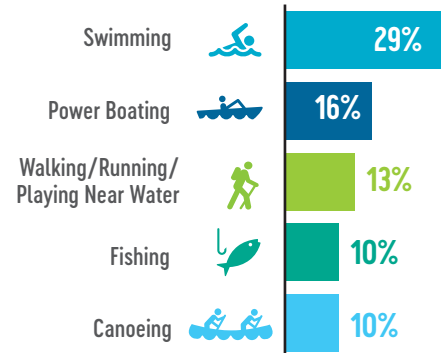 Swimming
29%
Power Boating
16%
Walking/Running/
Playing Near Water
13%
Fishing
10%
Canoeing
10%